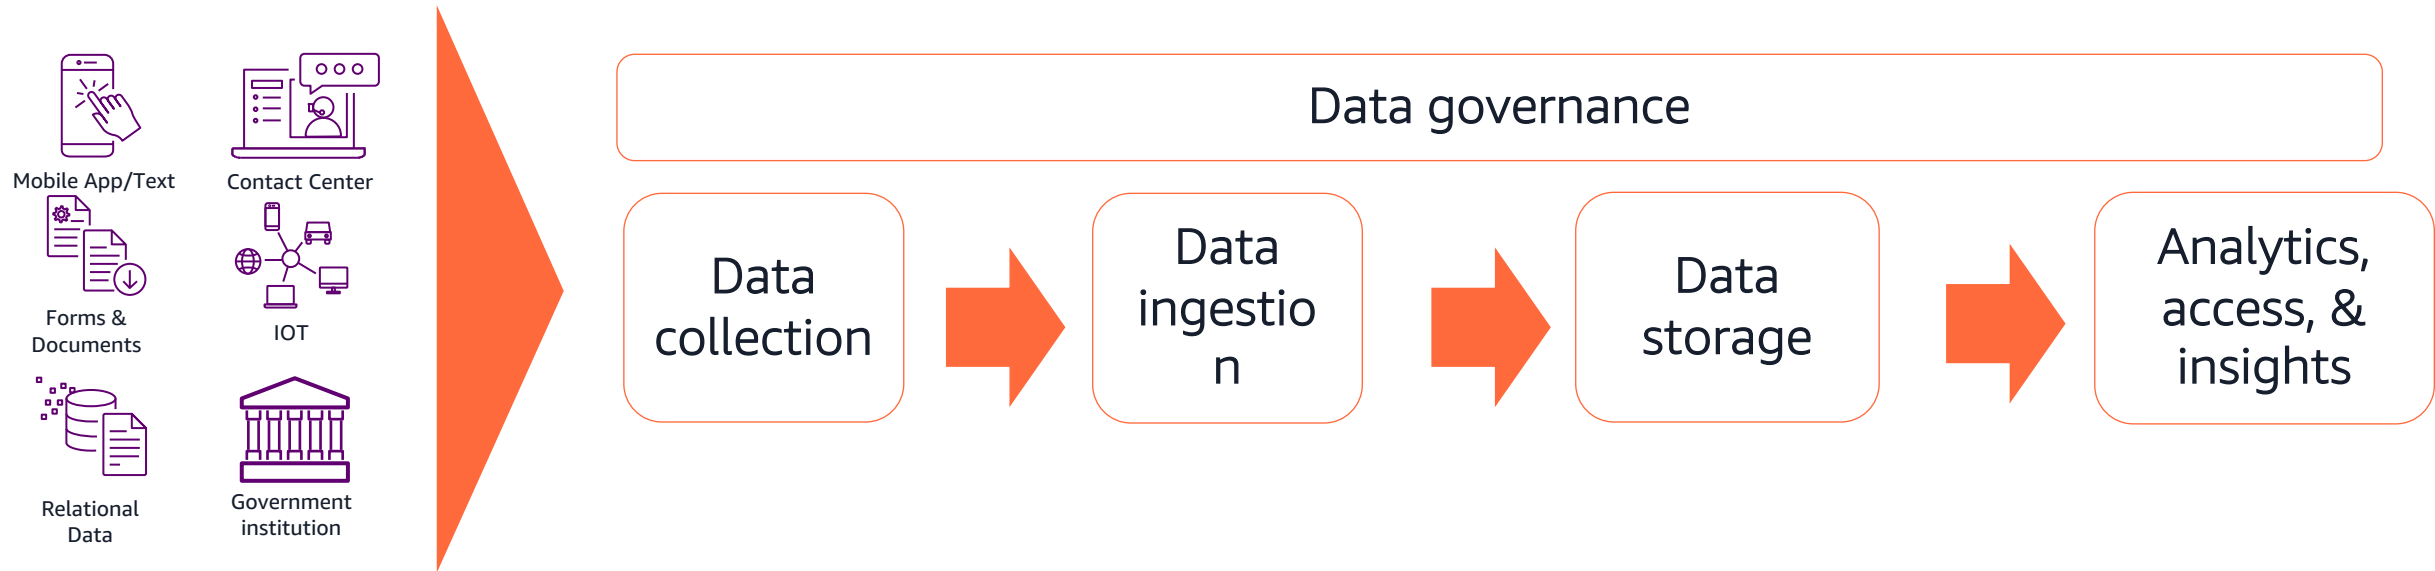 Mobile App/Text
Contact Center
Forms &
Documents
IOT
Relational
Data
Government
institution
Data governance
Data
collection
Data
ingestio
n
Data
storage
Analytics,
access, &
insights